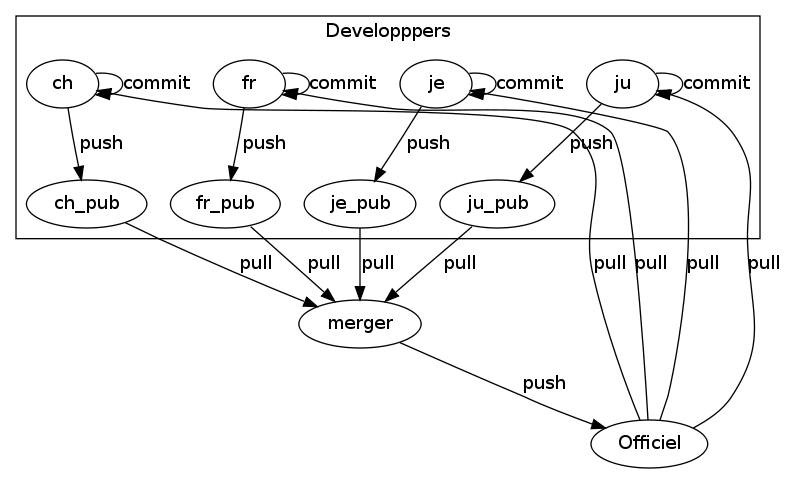 Developppers
ch
commit
fr
commit
je
commit
ju
commit
push
push
push
push
ch_pub
fr_pub
je_pub
ju_pub
pull
pull
pull
pull
pull
pull
pull
pull
merger
push
Officiel